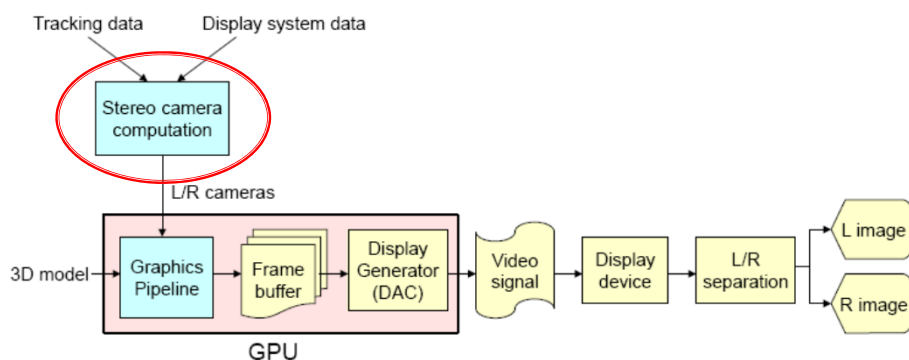 Tracking data
Display system data
Stereo camera
computation
L/R cameras
3D model
Graphics
Pipeline
Frame
buffer
Display
Generator
(DAC)
Video
signal
Display
device
L/R
separation
L image
R image
GPU